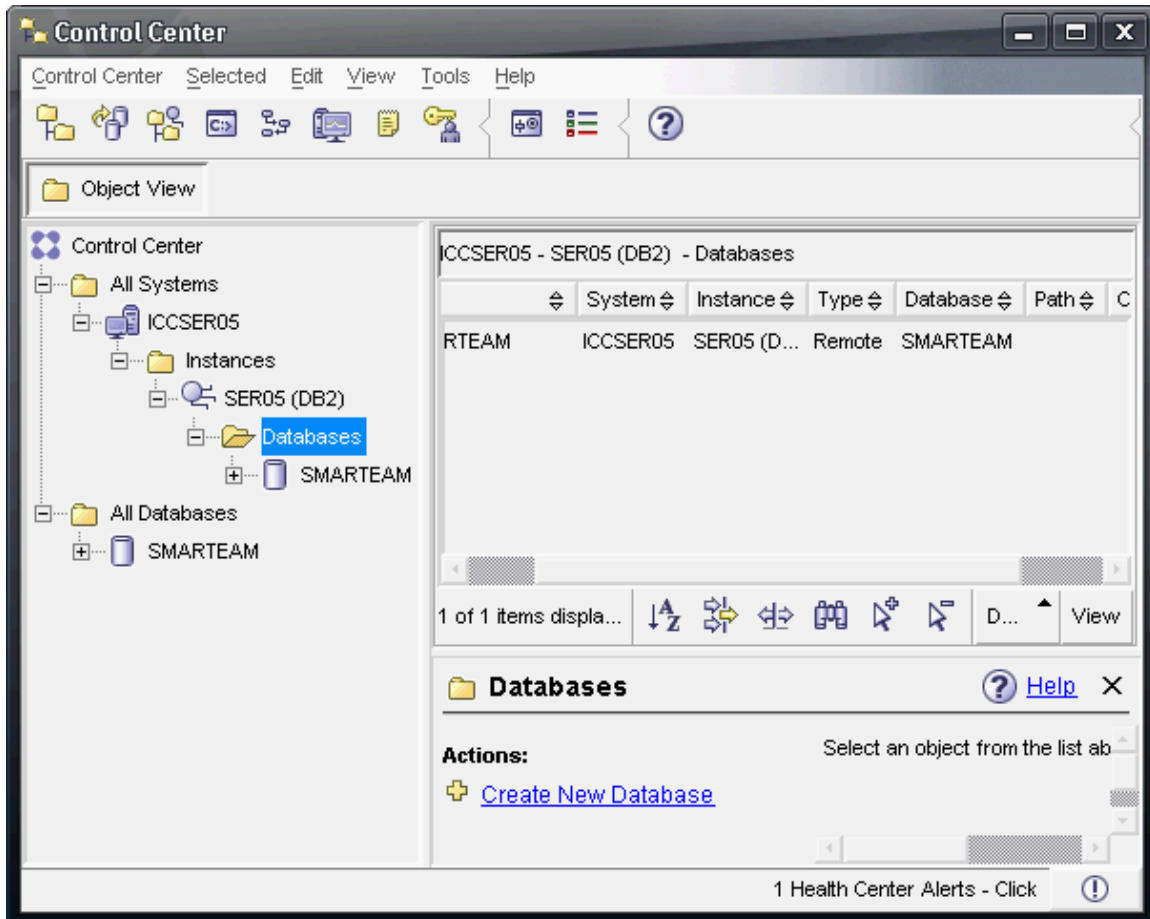 Control Center
Control Center Selected Edit View Tools Help
C:>
Object View
Control Center
All Systems
ICCSER05
Instances
SER05 (DB2)
Databases
SMARTEAM
All Databases
SMARTEAM
ICCSER05 - SER05 (DB2) - Databases
System Instance Type Database Path C
RTEAM ICCSER05 SER05 (D... Remote SMARTEAM
1 of 1 items displa... A Z D... View
Databases Help
Actions: Select an object from the list ab
Create New Database
1 Health Center Alerts - Click